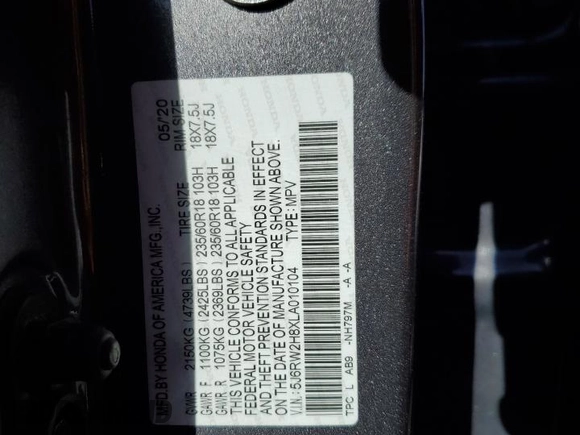 MFD.BY HONDA OF AMERICA MFG.,INC. 05/20
GVWR 2150KG (4739LBS) TIRE SIZE RIM SIZE
GAWR F 1100KG (2425LBS) 235/60R18 103H 18X7.5J
GAWR R 1075KG (2369LBS) 235/60R18 103H 18X7.5J
THIS VEHICLE CONFORMS TO ALL APPLICABLE
FEDERAL MOTOR VEHICLE SAFETY
AND THEFT PREVENTION STANDARDS IN EFFECT
ON THE DATE OF MANUFACTURE SHOWN ABOVE.
V.I.N.: 5J6RW2H8XLA010104 TYPE: MPV
TPC L AB9 -NH797M -A -A